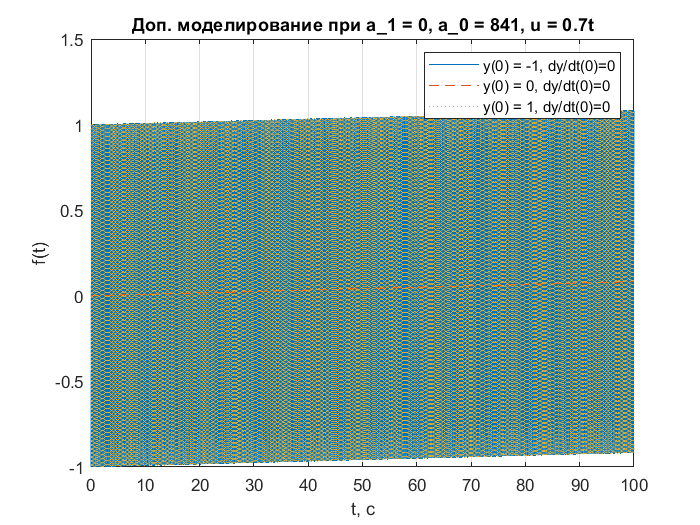 Доп. моделирование при a_1 = 0, a_0 = 841, u = 0.7t
y(0) = -1, dy/dt(0)=0
y(0) = 0, dy/dt(0)=0
y(0) = 1, dy/dt(0)=0
1.5
1
0.5
0
-0.5
-1
f(t)
0 10 20 30 40 50 60 70 80 90 100
t, c